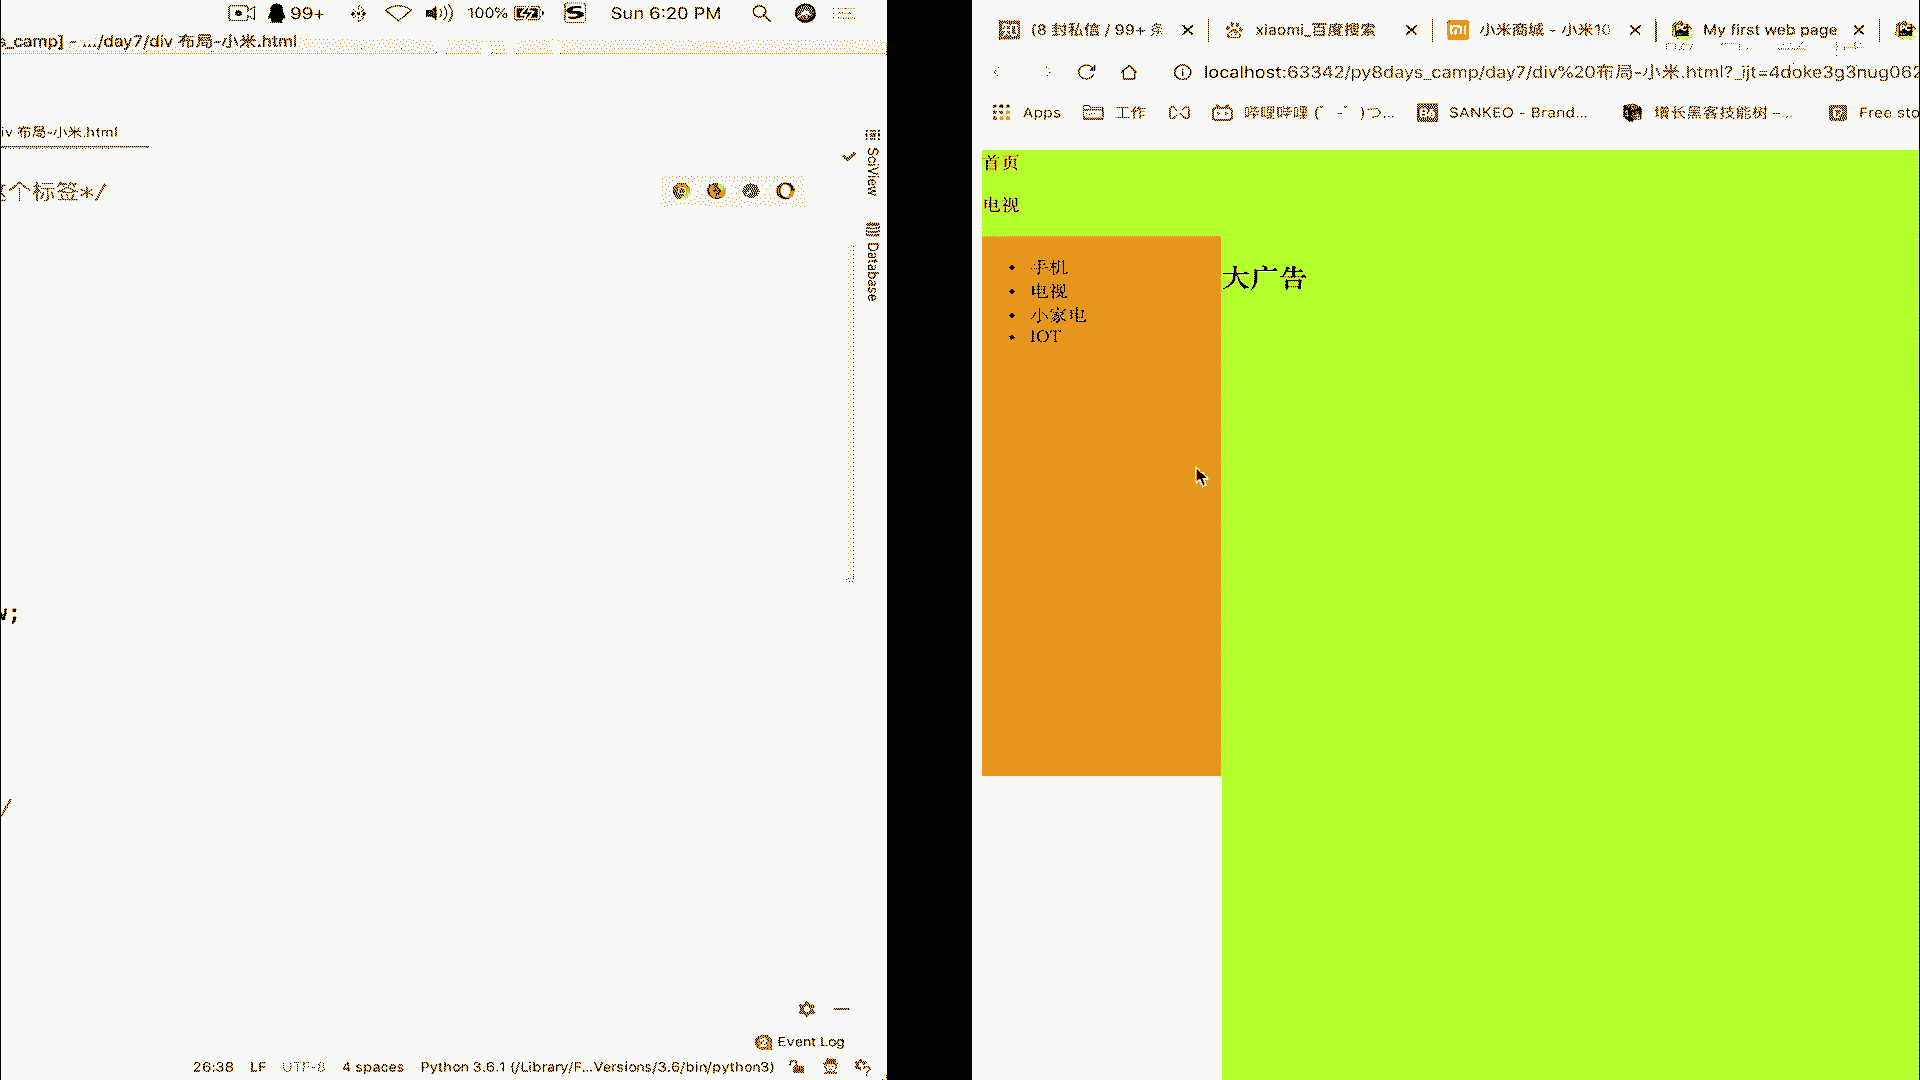 99+
100%
Sun 6:20 PM
s_camp] - .../day7/div 布局-小米.html
iv 布局-小米.html
这个标签*/
SciView
Database
;
/
Event Log
26:38 LF UTF-8 4 spaces Python 3.6.1 (/Library/F...Versions/3.6/bin/python3)
(8 封私信 / 99+ 条
xiaomi_百度搜索
小米商城 - 小米10
My first web page
localhost:63342/py8days_camp/day7/div%20布局-小米.html?_ijt=4doke3g3nug062
Apps
工作
哔哩哔哩 (゜-゜)つ...
SANKEO - Brand...
增长黑客技能树 -...
Free sto
首页
电视
• 手机
• 电视
• 小家电
• IOT
大广告